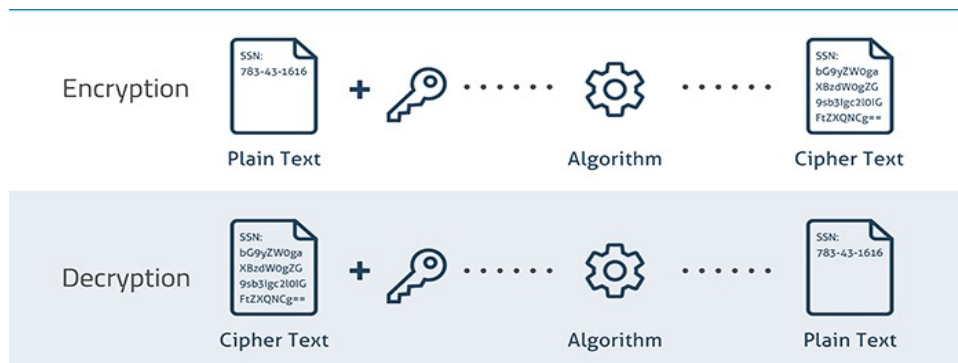 Encryption
SSN:
783-43-1616
+
SSN:
bG9yZW0ga
XBzdW0gZG
9sb3Igc2l0IG
FtZXQNCg==
Plain Text
Algorithm
Cipher Text
Decryption
SSN:
bG9yZW0ga
XBzdW0gZG
9sb3Igc2l0IG
FtZXQNCg==
+
SSN:
783-43-1616
Cipher Text
Algorithm
Plain Text